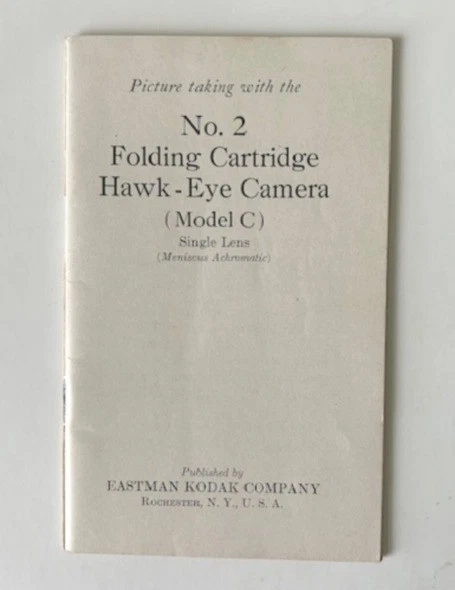 Picture taking with the
No. 2
Folding Cartridge
Hawk-Eye Camera
(Model C)
Single Lens
(Meniscus Achromatic)
Published by
EASTMAN KODAK COMPANY
Rochester, N. Y., U. S. A.